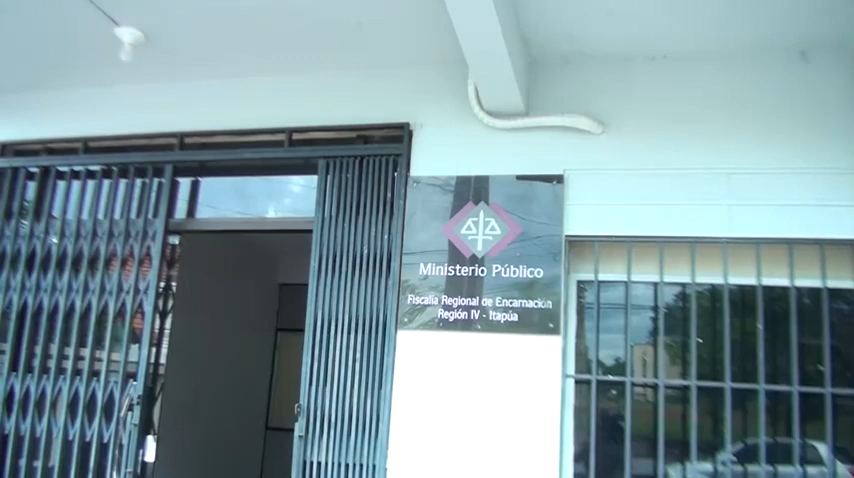 Ministerio Público
Fiscalía Regional de Encarnación
Región IV - Itapúa